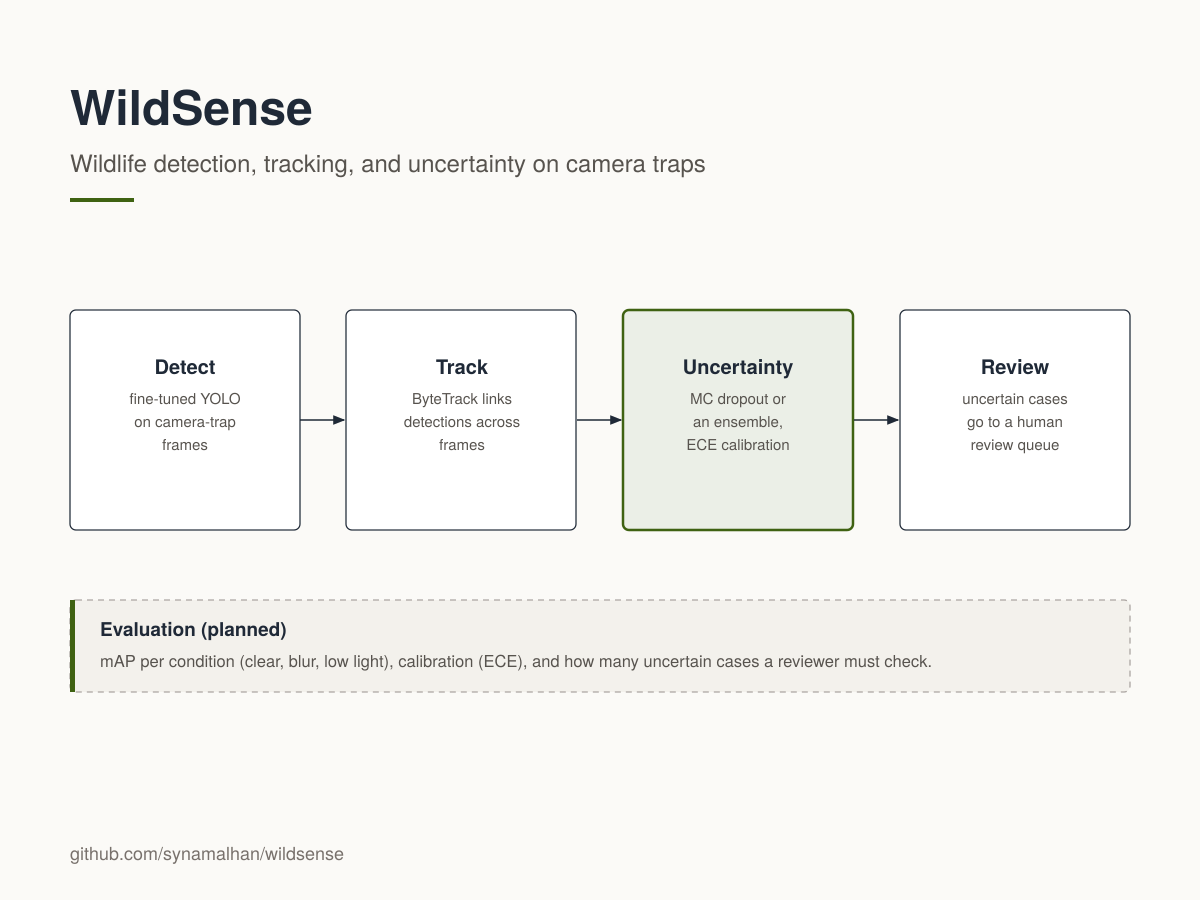 WildSense
Wildlife detection, tracking, and uncertainty on camera traps
Detect
fine-tuned YOLO
on camera-trap
frames
Track
ByteTrack links
detections across
frames
Uncertainty
MC dropout or
an ensemble,
ECE calibration
Review
uncertain cases
go to a human
review queue
Evaluation (planned)
mAP per condition (clear, blur, low light), calibration (ECE), and how many uncertain cases a reviewer must check.
github.com/synamalhan/wildsense